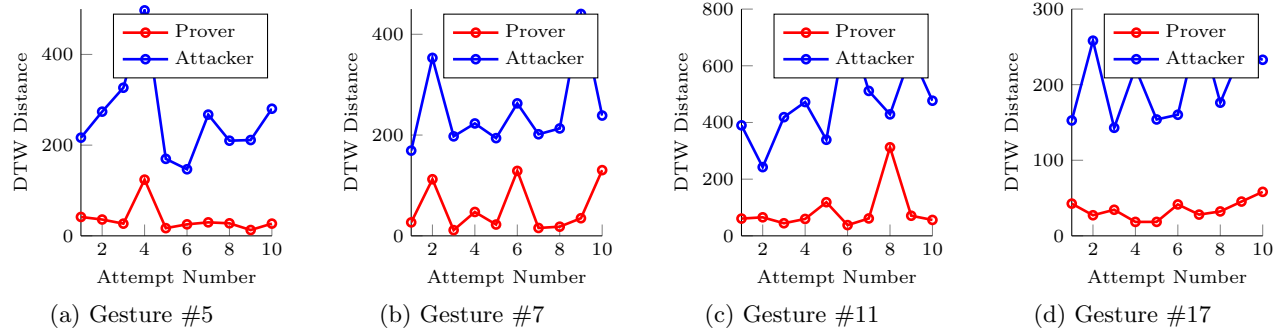 Prover
Attacker
DTW Distance
0
200
400
2
4
6
8
10
Attempt Number
(a) Gesture #5
Prover
Attacker
DTW Distance
0
200
400
2
4
6
8
10
Attempt Number
(b) Gesture #7
Prover
Attacker
DTW Distance
0
200
400
600
800
2
4
6
8
10
Attempt Number
(c) Gesture #11
Prover
Attacker
DTW Distance
0
100
200
300
2
4
6
8
10
Attempt Number
(d) Gesture #17